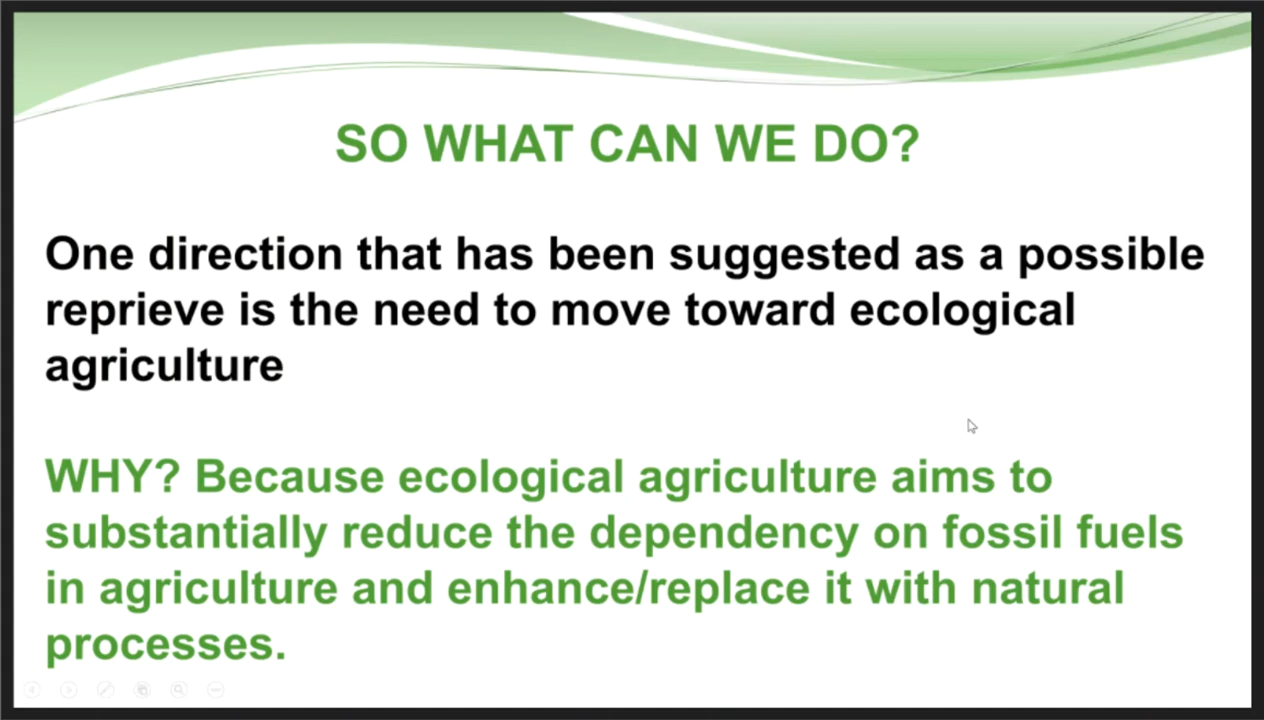 SO WHAT CAN WE DO?
One direction that has been suggested as a possible
reprieve is the need to move toward ecological
agriculture
WHY? Because ecological agriculture aims to
substantially reduce the dependency on fossil fuels
in agriculture and enhance/replace it with natural
processes.